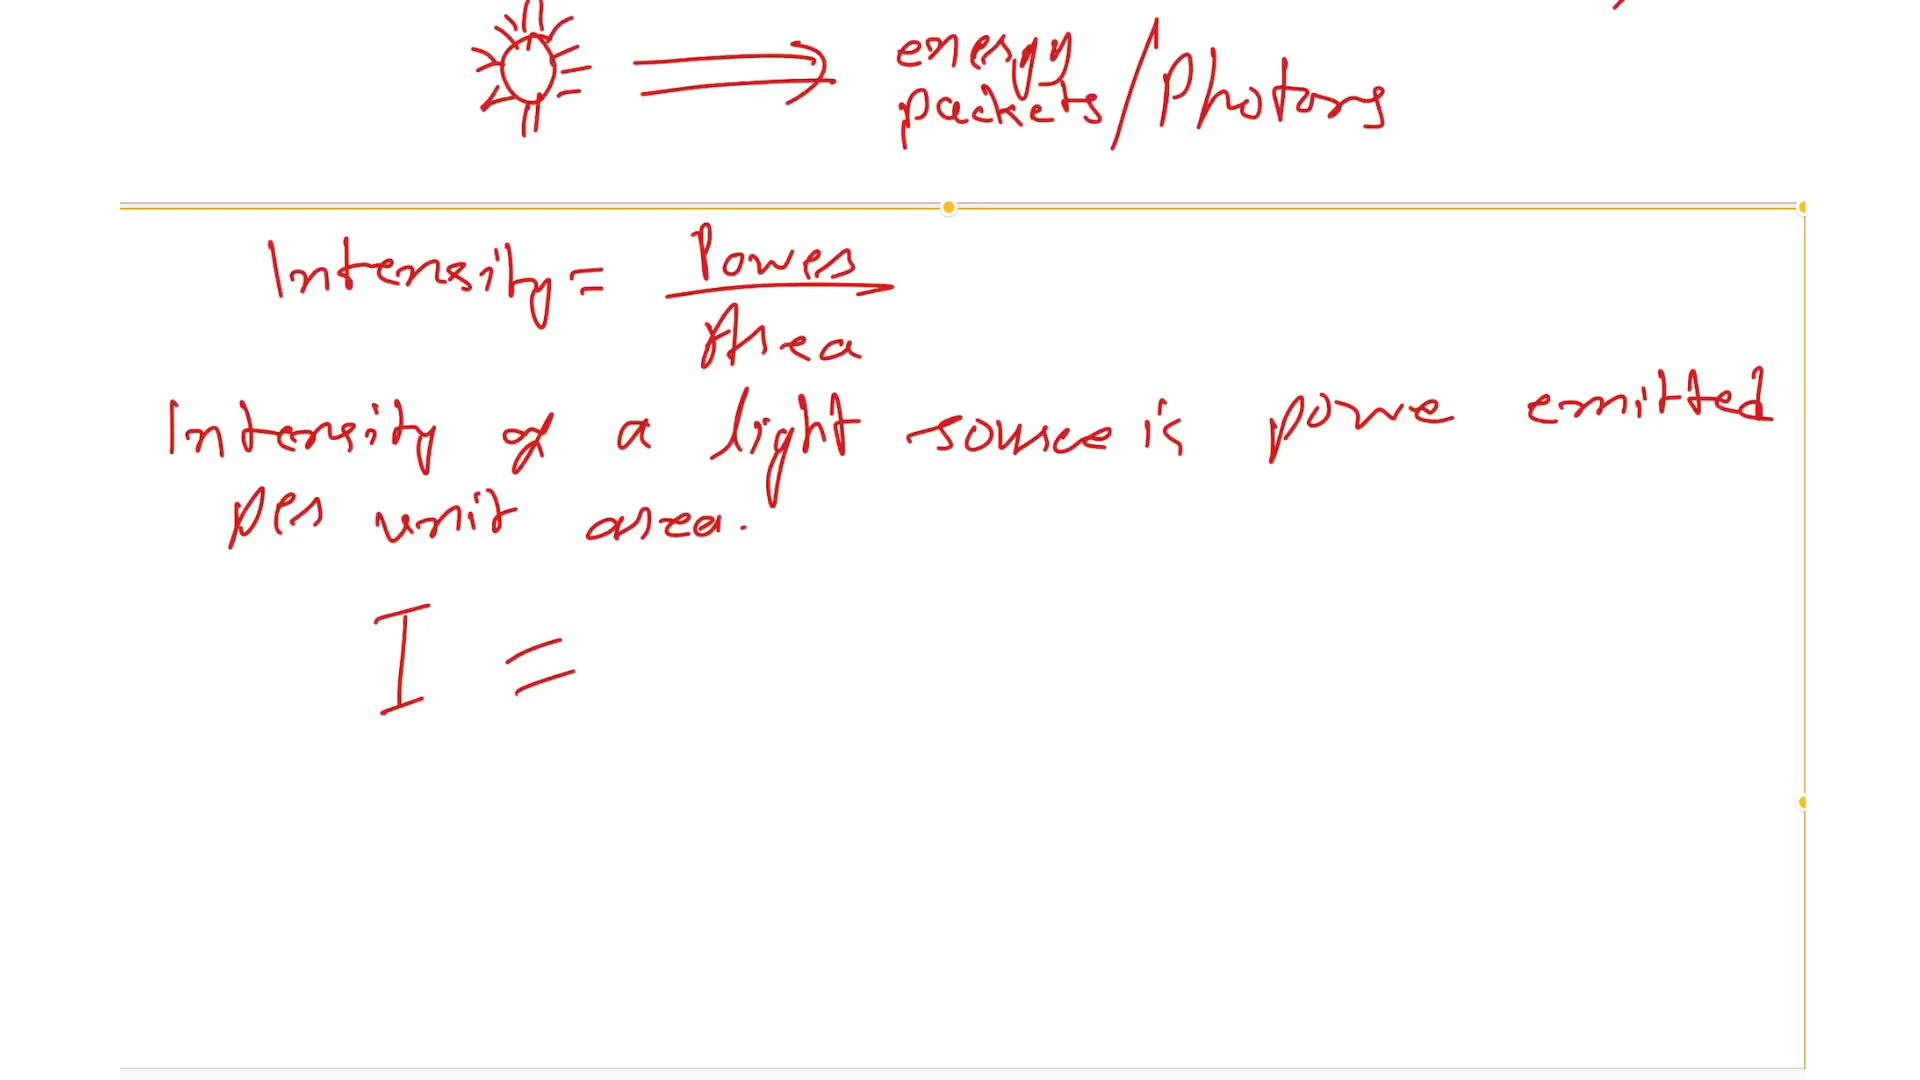 energy
packets/Photons
Intensity = Power
Area
Intensity of a light source is powe emitted
per unit area.
I =